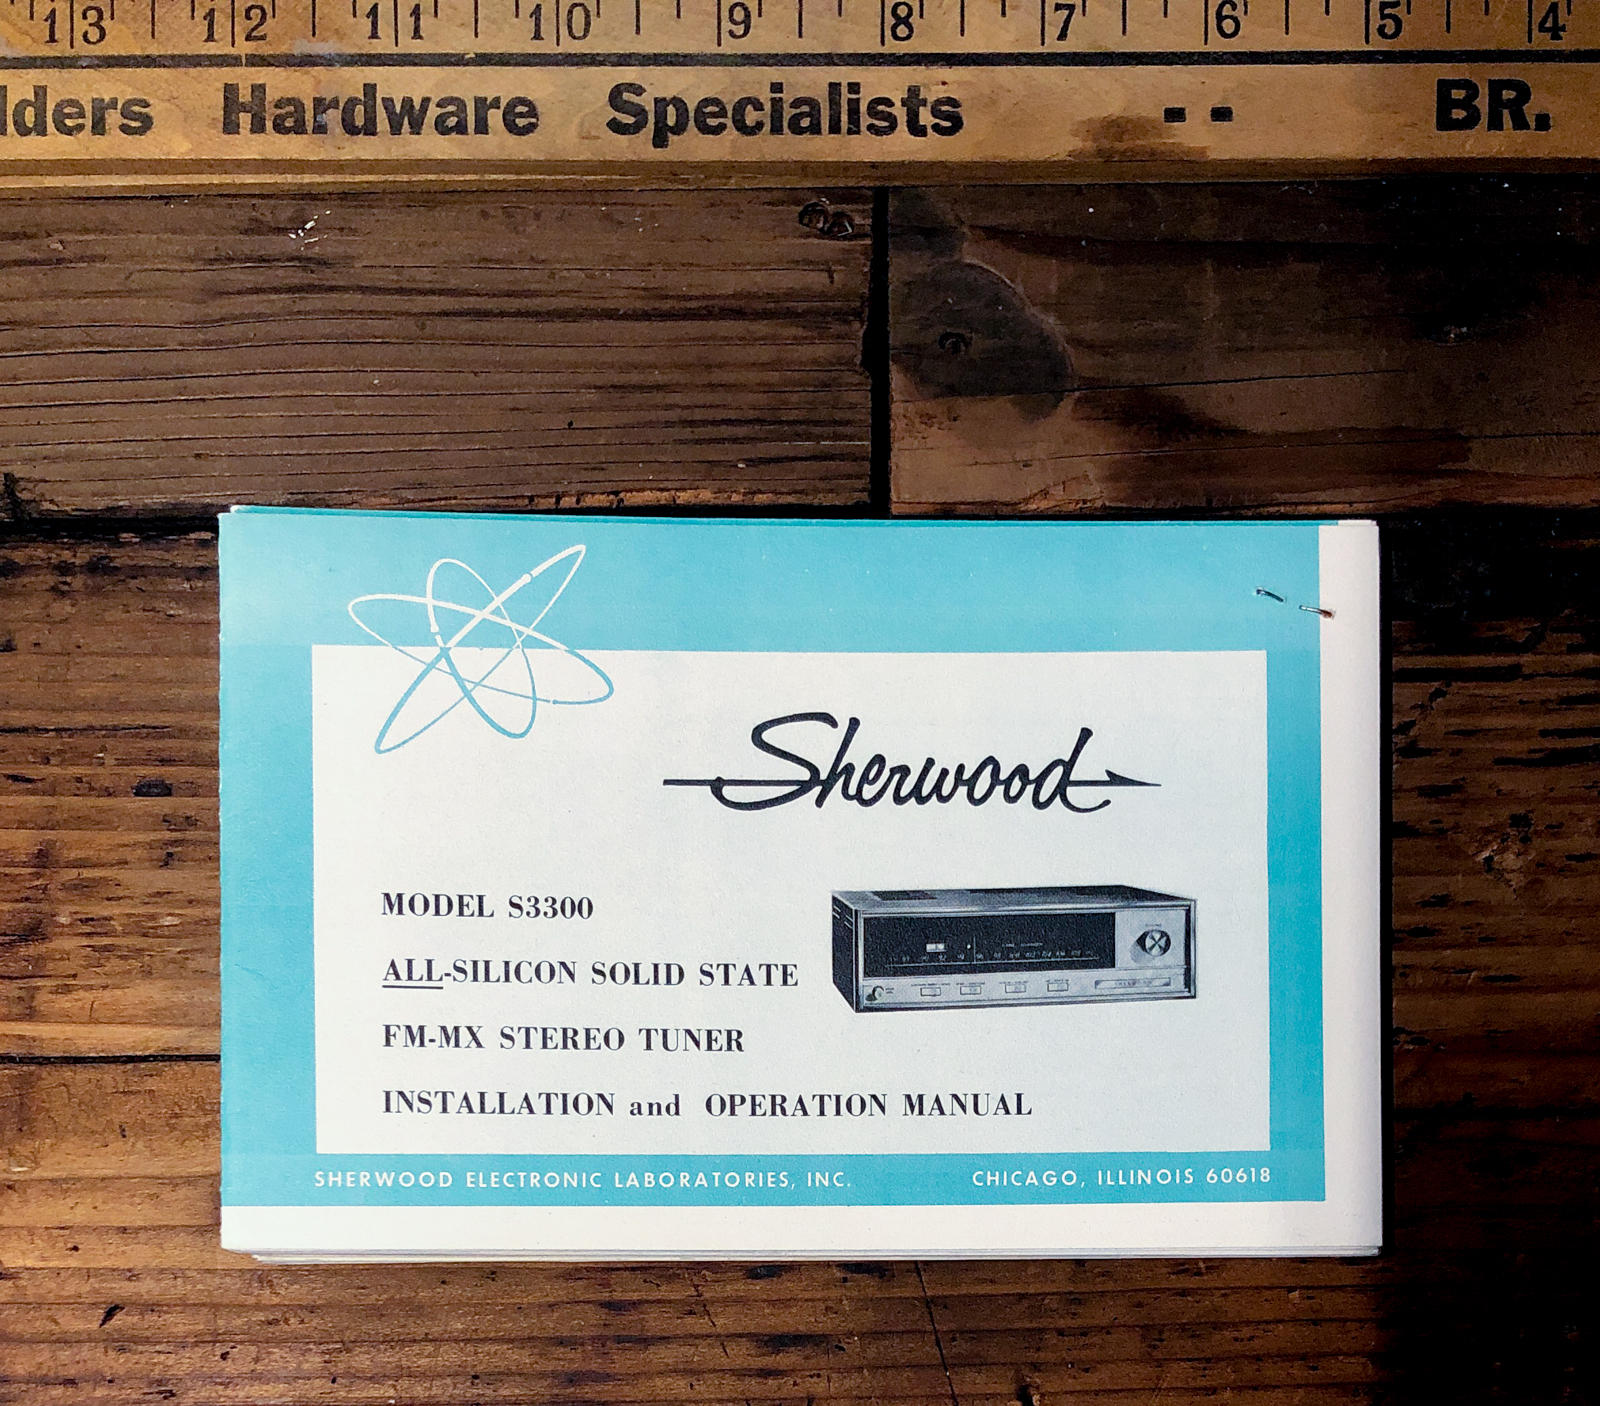 13 12 11 10 9 8 7 6 5 4
Hardware Specialists -- BR.
Sherwood
MODEL S3300
ALL-SILICON SOLID STATE
FM-MX STEREO TUNER
INSTALLATION and OPERATION MANUAL
SHERWOOD ELECTRONIC LABORATORIES, INC. CHICAGO, ILLINOIS 60618